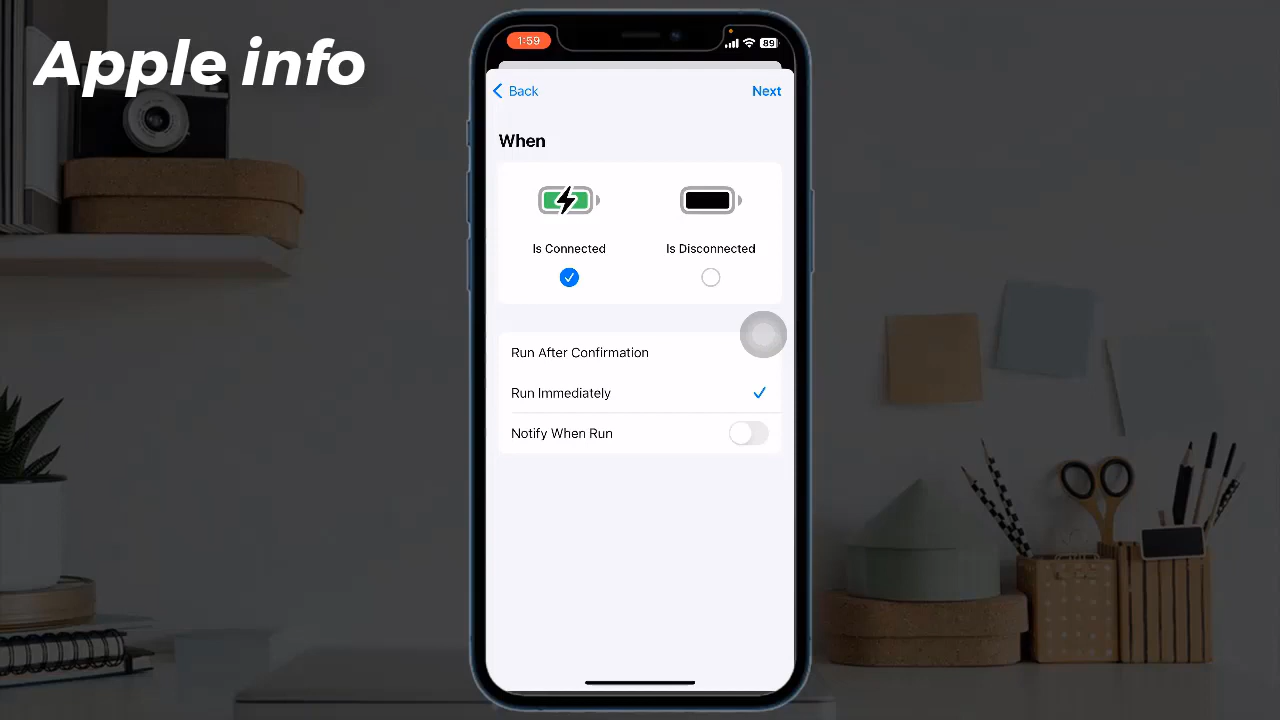 Apple info
1:59
89
Back
Next
When
Is Connected
Is Disconnected
Run After Confirmation
Run Immediately
Notify When Run